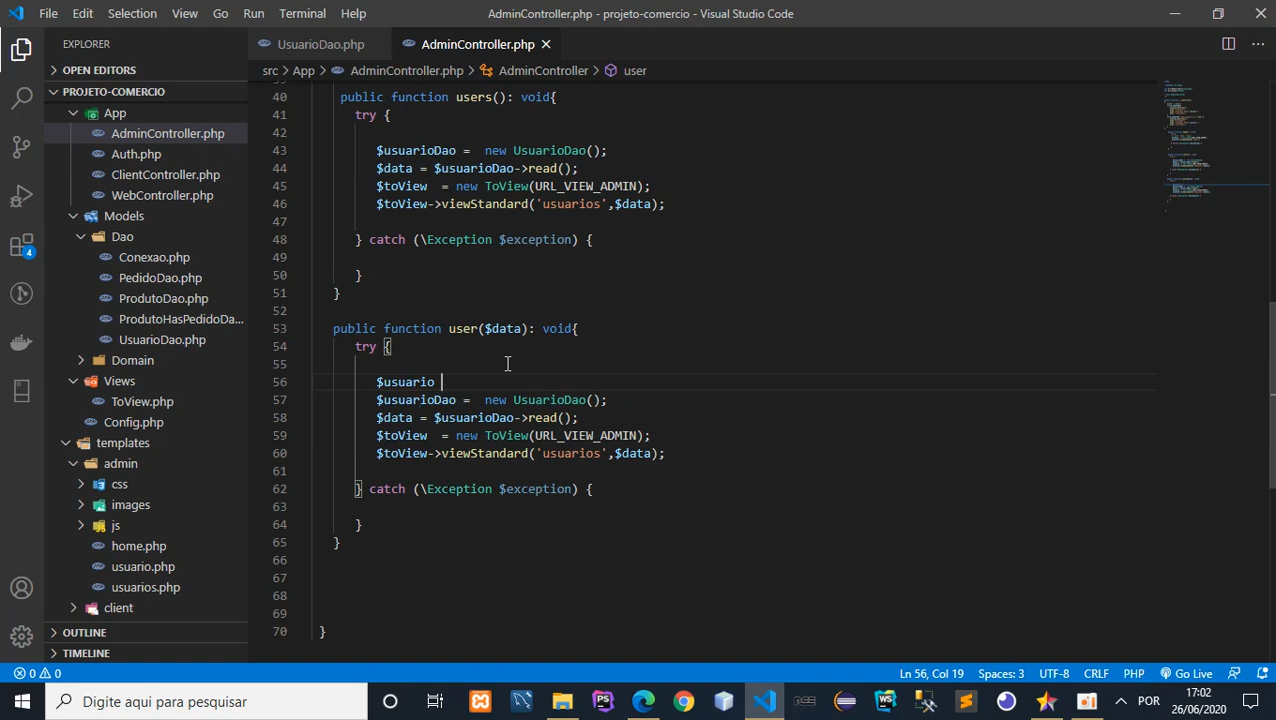 File Edit Selection View Go Run Terminal Help AdminController.php - projeto-comercio - Visual Studio Code
EXPLORER
OPEN EDITORS
PROJETO-COMERCIO
App
AdminController.php
Auth.php
ClientController.php
WebController.php
Models
Dao
Conexao.php
PedidoDao.php
ProdutoDao.php
ProdutoHasPedidoDa...
UsuarioDao.php
Domain
Views
ToView.php
Config.php
templates
admin
css
images
js
home.php
usuario.php
usuarios.php
client
OUTLINE
TIMELINE
4
UsuarioDao.php AdminController.php
src > App > AdminController.php > AdminController > user
40 public function users(): void{
41 try {
42
43 $usuarioDao = new UsuarioDao();
44 $data = $usuarioDao->read();
45 $toView = new ToView(URL_VIEW_ADMIN);
46 $toView->viewStandard('usuarios',$data);
47
48 } catch (\Exception $exception) {
49
50 }
51 }
52
53 public function user($data): void{
54 try {
55
56 $usuario
57 $usuarioDao = new UsuarioDao();
58 $data = $usuarioDao->read();
59 $toView = new ToView(URL_VIEW_ADMIN);
60 $toView->viewStandard('usuarios',$data);
61
62 } catch (\Exception $exception) {
63
64 }
65 }
66
67
68
69
70 }
0 0 Ln 56, Col 19 Spaces: 3 UTF-8 CRLF PHP Go Live
Digite aqui para pesquisar
PS
WS
POR
17:02
26/06/2020